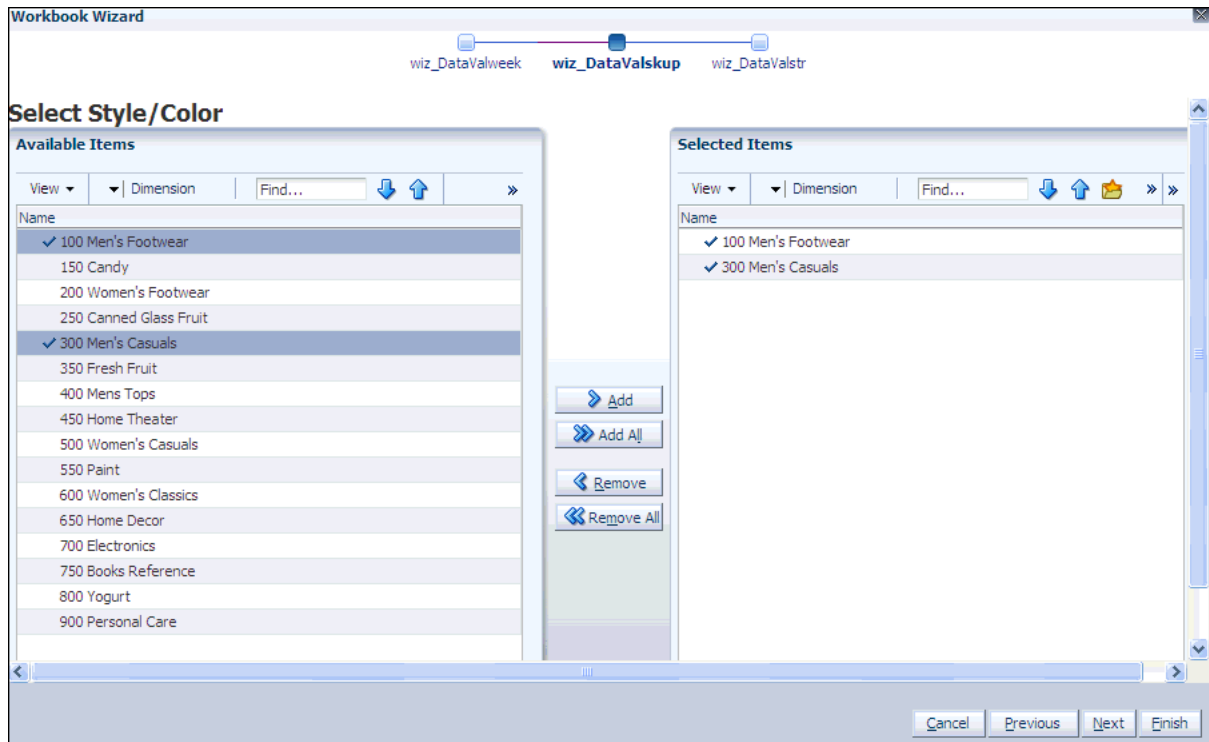 Workbook Wizard
wiz_DataValweek wiz_DataValskup wiz_DataValstr
Select Style/Color
Available Items
View Dimension Find... »
Name
100 Men's Footwear
150 Candy
200 Women's Footwear
250 Canned Glass Fruit
300 Men's Casuals
350 Fresh Fruit
400 Mens Tops
450 Home Theater
500 Women's Casuals
550 Paint
600 Women's Classics
650 Home Decor
700 Electronics
750 Books Reference
800 Yogurt
900 Personal Care
Add
Add All
Remove
Remove All
Selected Items
View Dimension Find... » »
Name
100 Men's Footwear
300 Men's Casuals
Cancel Previous Next Finish